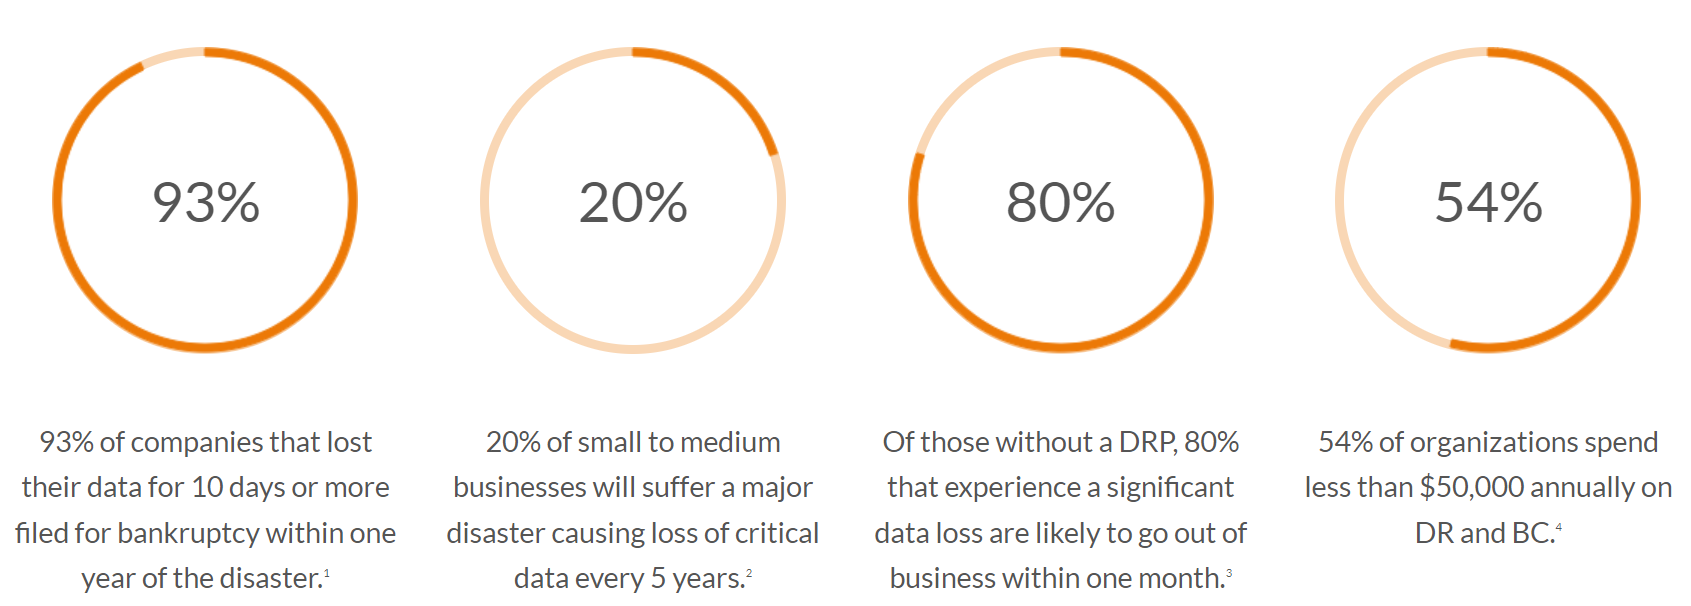 93%
93% of companies that lost
their data for 10 days or more
filed for bankruptcy within one
year of the disaster.¹
20%
20% of small to medium
businesses will suffer a major
disaster causing loss of critical
data every 5 years.²
80%
Of those without a DRP, 80%
that experience a significant
data loss are likely to go out of
business within one month.³
54%
54% of organizations spend
less than $50,000 annually on
DR and BC.⁴